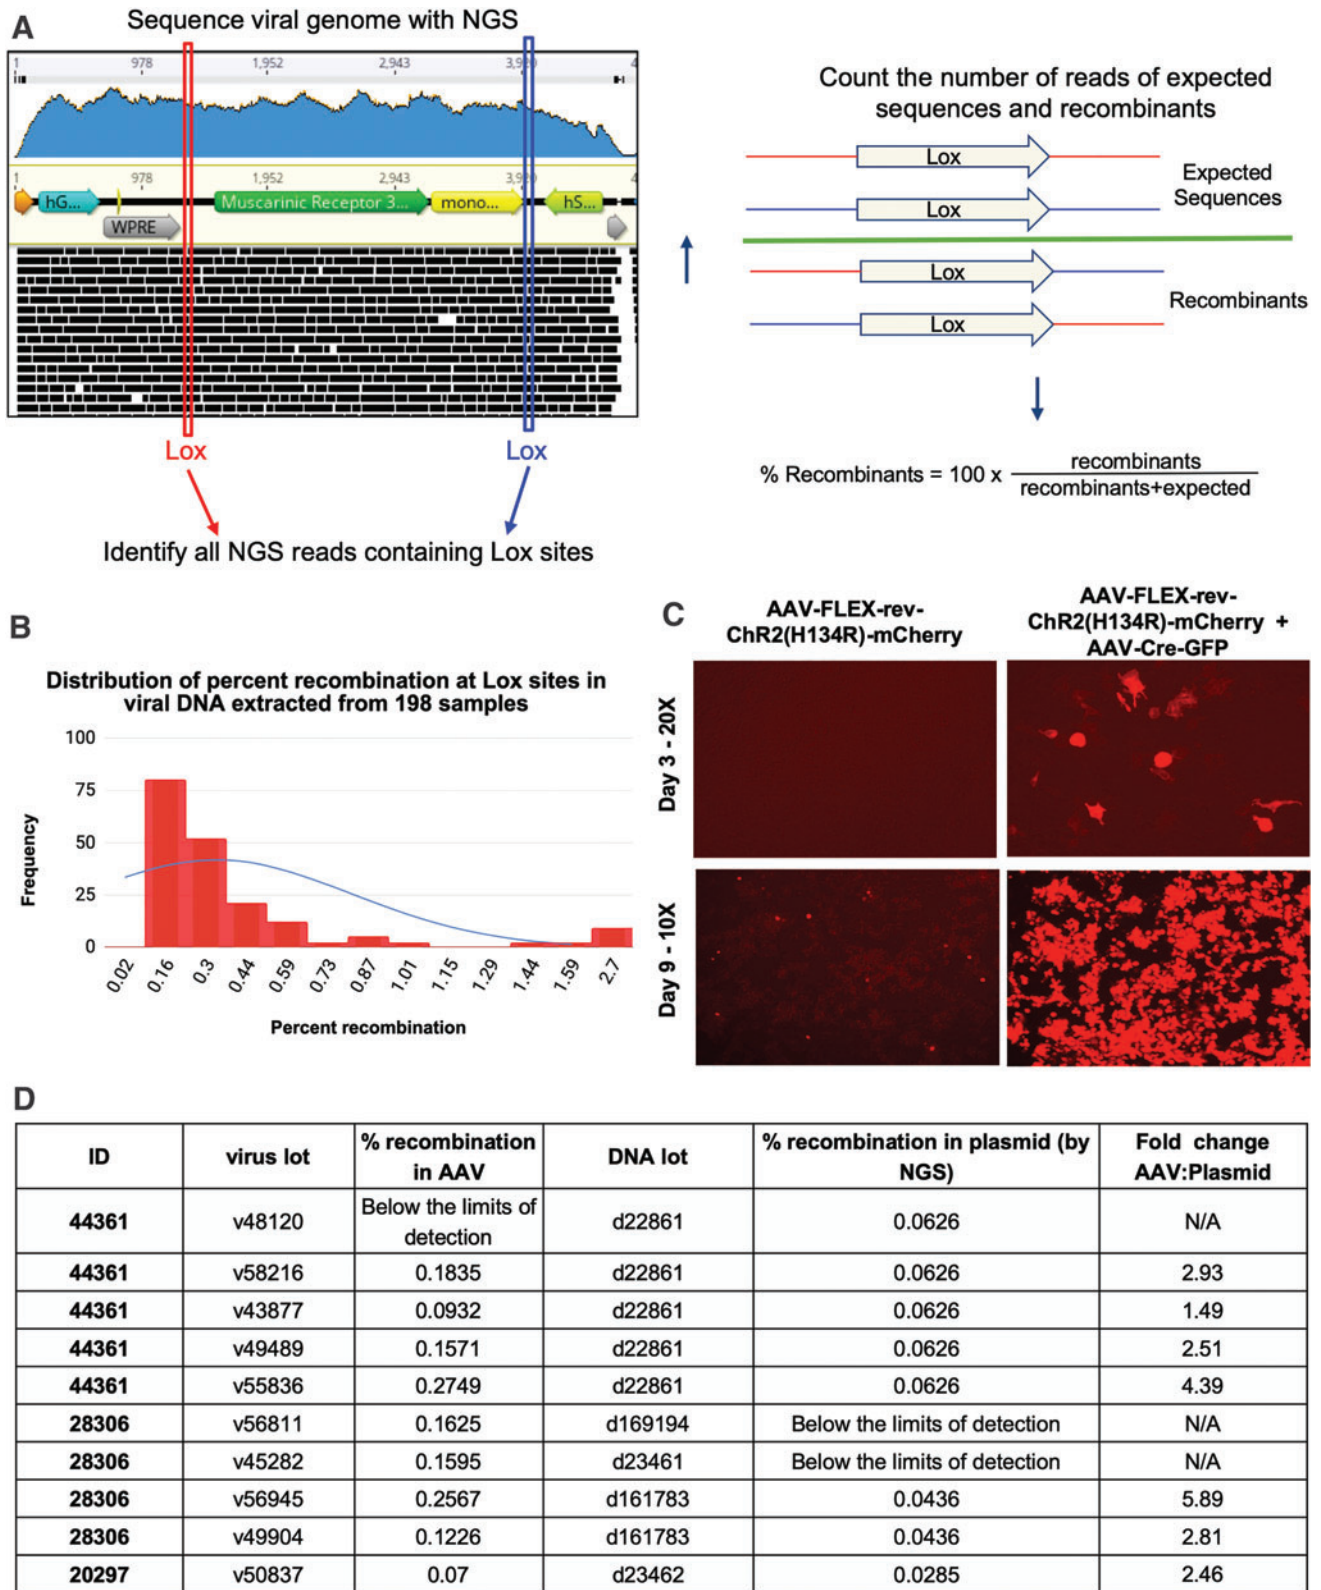 A
Sequence viral genome with NGS
1 978 1,952 2,943 3,920 4
1 978 1,952 2,943 3,920
hG...
Muscarinic Receptor 3...
mono...
hS...
WPRE
Lox
Lox
Identify all NGS reads containing Lox sites
Count the number of reads of expected
sequences and recombinants
Lox
Lox
Expected
Sequences
Lox
Lox
Recombinants
% Recombinants = 100 x
recombinants
recombinants+expected
B
Distribution of percent recombination at Lox sites in
viral DNA extracted from 198 samples
Frequency
100
75
50
25
0
0.02 0.16 0.3 0.44 0.59 0.73 0.87 1.01 1.15 1.29 1.44 1.59 2.7
Percent recombination
C
AAV-FLEX-rev-
ChR2(H134R)-mCherry
AAV-FLEX-rev-
ChR2(H134R)-mCherry +
AAV-Cre-GFP
Day 3 - 20X
Day 9 - 10X
D
ID virus lot % recombination in AAV DNA lot % recombination in plasmid (by NGS) Fold change AAV:Plasmid
44361 v48120 Below the limits of detection d22861 0.0626 N/A
44361 v58216 0.1835 d22861 0.0626 2.93
44361 v43877 0.0932 d22861 0.0626 1.49
44361 v49489 0.1571 d22861 0.0626 2.51
44361 v55836 0.2749 d22861 0.0626 4.39
28306 v56811 0.1625 d169194 Below the limits of detection N/A
28306 v45282 0.1595 d23461 Below the limits of detection N/A
28306 v56945 0.2567 d161783 0.0436 5.89
28306 v49904 0.1226 d161783 0.0436 2.81
20297 v50837 0.07 d23462 0.0285 2.46